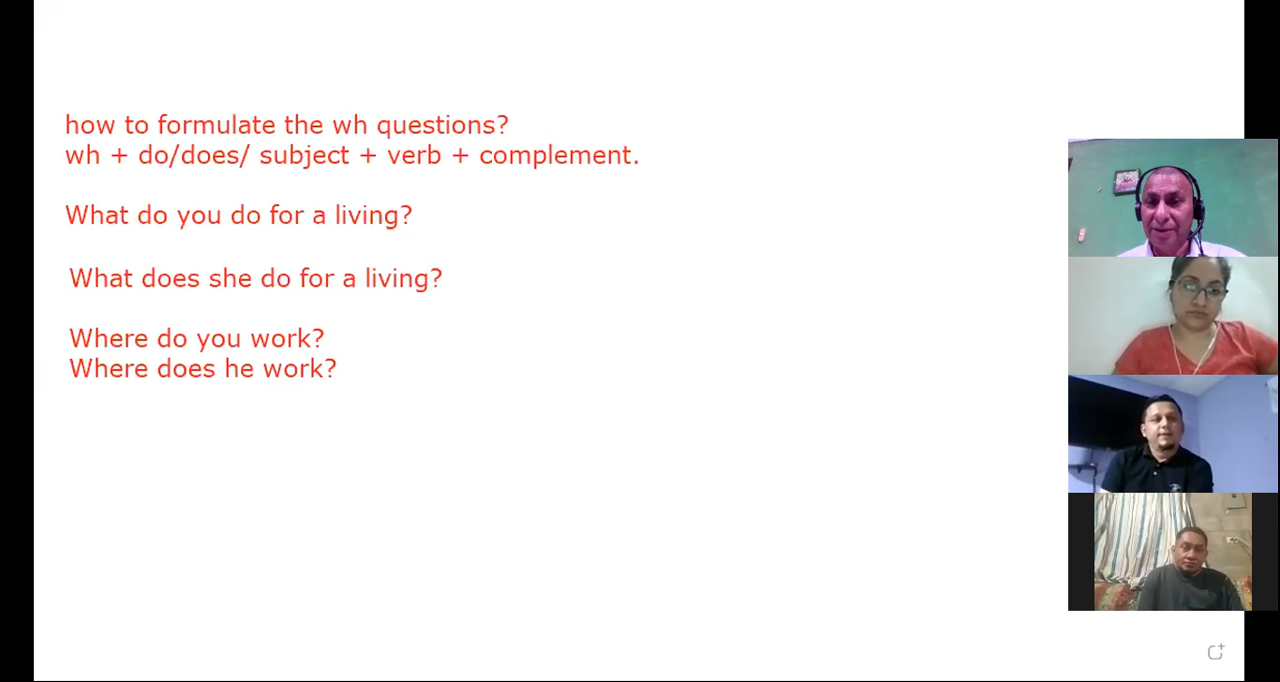 how to formulate the wh questions?
wh + do/does/ subject + verb + complement.
What do you do for a living?
What does she do for a living?
Where do you work?
Where does he work?